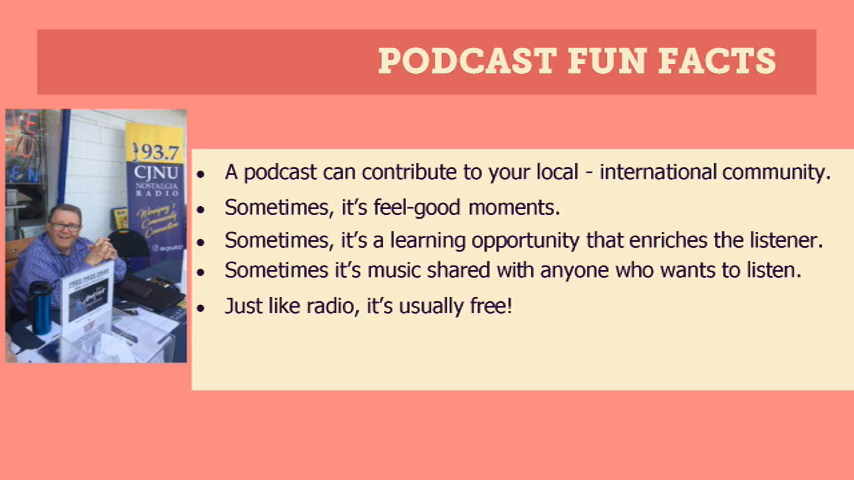 PODCAST FUN FACTS
93.7
CJNU
NOSTALGIA
RADIO
Winnipeg's
Community
Connection
• A podcast can contribute to your local - international community.
• Sometimes, it's feel-good moments.
• Sometimes, it's a learning opportunity that enriches the listener.
• Sometimes it's music shared with anyone who wants to listen.
• Just like radio, it's usually free!